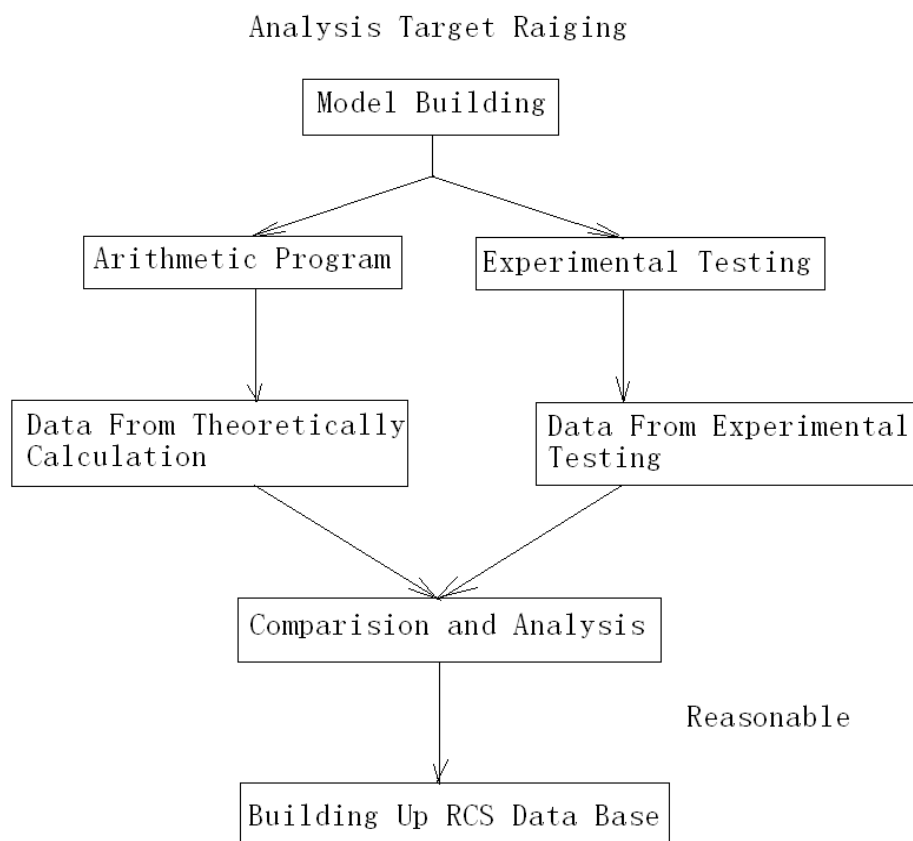 Analysis Target Raiging
Model Building
Arithmetic Program
Experimental Testing
Data From Theoretically
Calculation
Data From Experimental
Testing
Comparision and Analysis
Reasonable
Building Up RCS Data Base